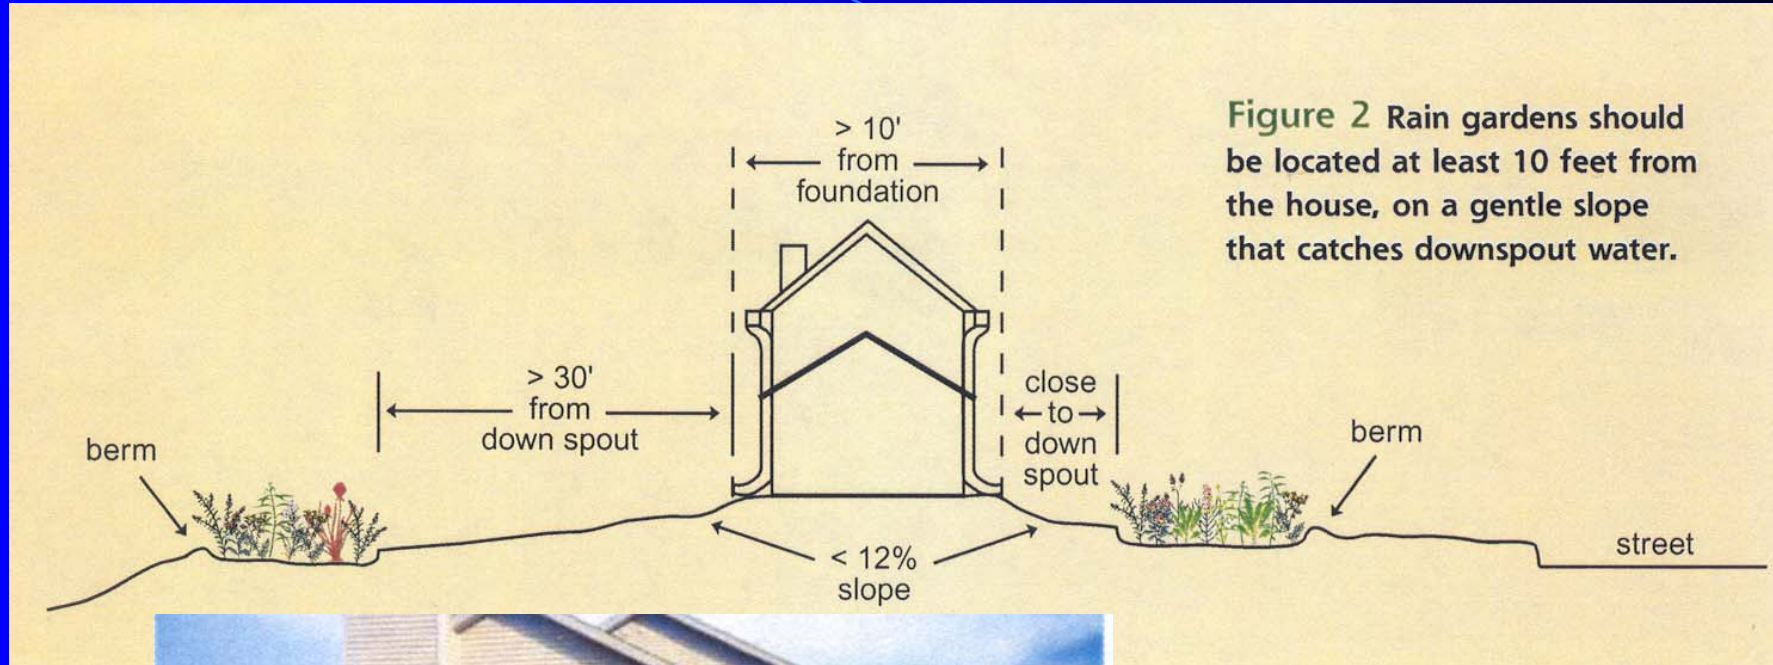 Figure 2 Rain gardens should
be located at least 10 feet from
the house, on a gentle slope
that catches downspout water.
> 10'
from
foundation
> 30'
from
down spout
close
to
down
spout
berm
berm
< 12%
slope
street